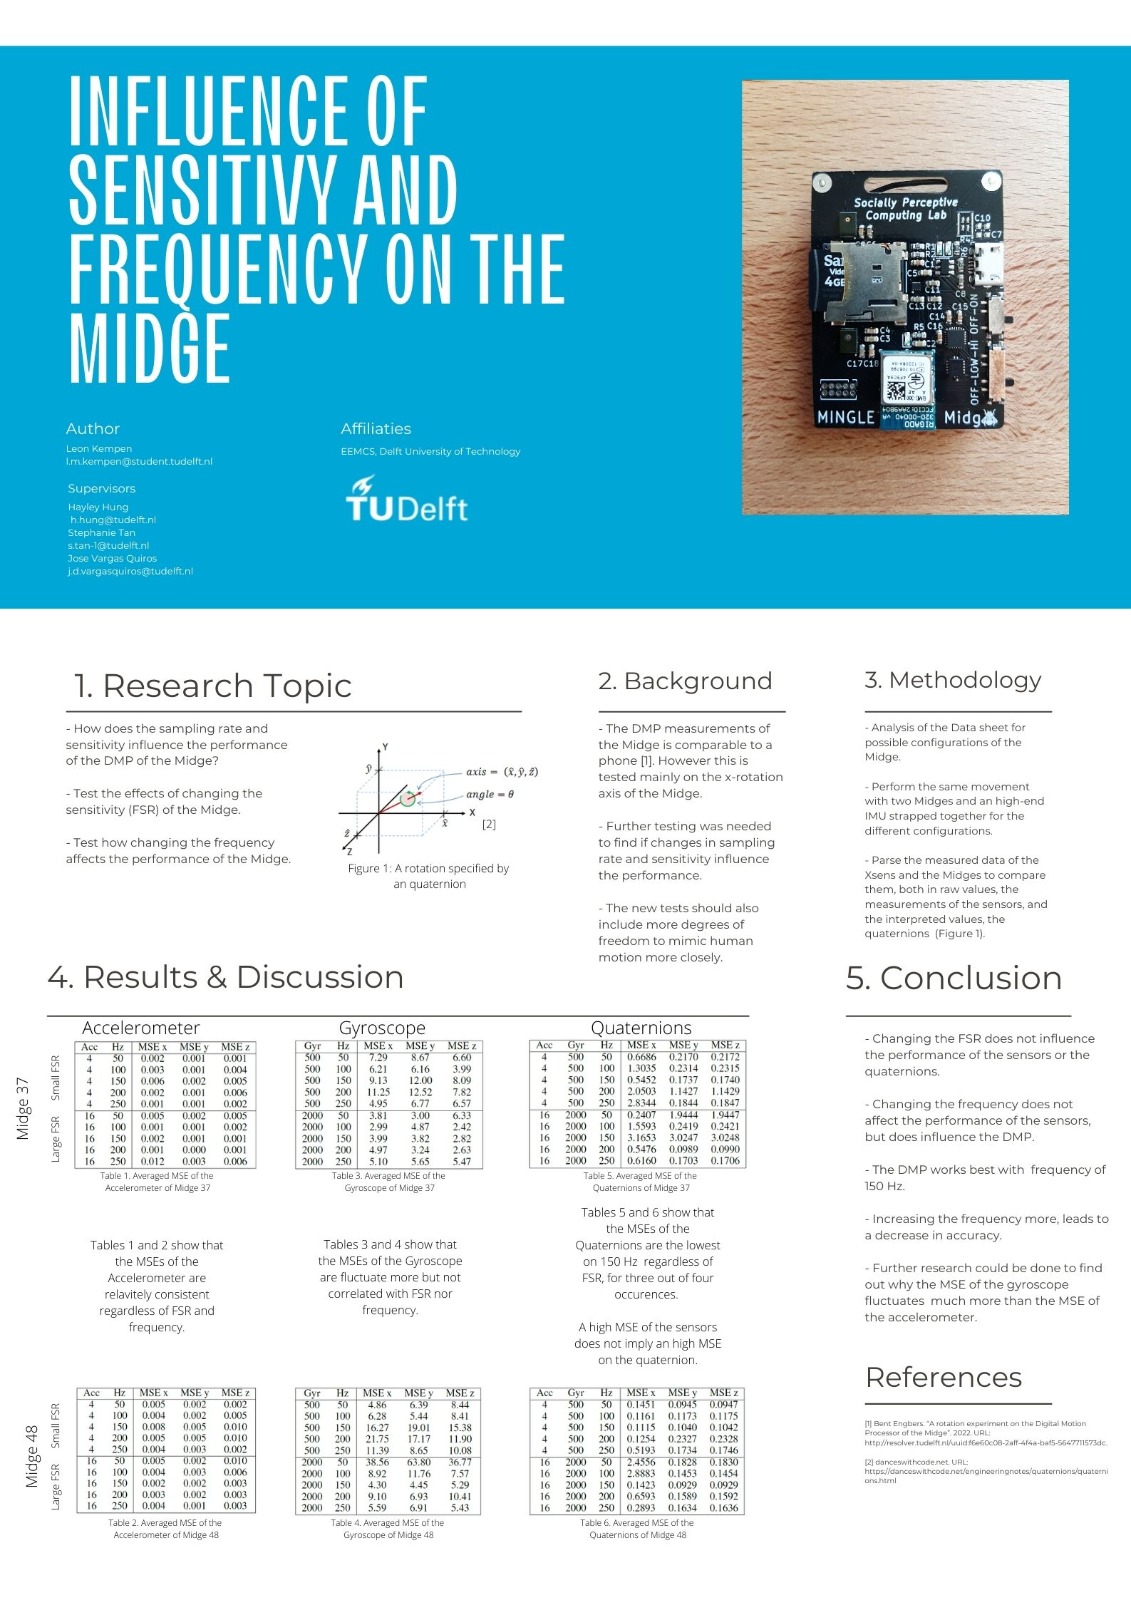 INFLUENCE OF
SENSITIVY AND
FREQUENCY ON THE
MIDGE
Author
Leon Kempen
l.m.kempen@student.tudelft.nl
Supervisors
Hayley Hung
h.hung@tudelft.nl
Stephanie Tan
s.tan-1@tudelft.nl
Jose Vargas Quiros
j.d.vargasquiros@tudelft.nl
Affiliaties
EEMCS, Delft University of Technology
TUDelft
Socially Perceptive
Computing Lab
C10
C7
4GB
C11
C13 C12
C14
C16
C4
C3
C17C18
OFF-ON
OFF-LOW-HI
MINGLE
Midg
1. Research Topic
- How does the sampling rate and
sensitivity influence the performance
of the DMP of the Midge?
- Test the effects of changing the
sensitivity (FSR) of the Midge.
- Test how changing the frequency
affects the performance of the Midge.
Y
ŷ
axis = (x̂, ŷ, ẑ)
angle = θ
X
x̂
[2]
ẑ
Z
Figure 1: A rotation specified by
an quaternion
2. Background
- The DMP measurements of
the Midge is comparable to a
phone [1]. However this is
tested mainly on the x-rotation
axis of the Midge.
- Further testing was needed
to find if changes in sampling
rate and sensitivity influence
the performance.
- The new tests should also
include more degrees of
freedom to mimic human
motion more closely.
3. Methodology
- Analysis of the Data sheet for
possible configurations of the
Midge.
- Perform the same movement
with two Midges and an high-end
IMU strapped together for the
different configurations.
- Parse the measured data of the
Xsens and the Midges to compare
them, both in raw values, the
measurements of the sensors, and
the interpreted values, the
quaternions (Figure 1).
4. Results & Discussion
Midge 37
Small FSR
Large FSR
Accelerometer
Acc Hz MSE x MSE y MSE z
4 50 0.002 0.001 0.001
4 100 0.003 0.001 0.004
4 150 0.006 0.002 0.005
4 200 0.002 0.001 0.006
4 250 0.001 0.001 0.002
16 50 0.005 0.002 0.005
16 100 0.001 0.001 0.002
16 150 0.002 0.001 0.001
16 200 0.001 0.000 0.001
16 250 0.012 0.003 0.006
Table 1. Averaged MSE of the
Accelerometer of Midge 37
Gyroscope
Gyr Hz MSE x MSE y MSE z
500 50 7.29 8.67 6.60
500 100 6.21 6.16 3.99
500 150 9.13 12.00 8.09
500 200 11.25 12.52 7.82
500 250 4.95 6.77 6.57
2000 50 3.81 3.00 6.33
2000 100 2.99 4.87 2.42
2000 150 3.99 3.82 2.82
2000 200 4.97 3.24 2.63
2000 250 5.10 5.65 5.47
Table 3. Averaged MSE of the
Gyroscope of Midge 37
Quaternions
Acc Gyr Hz MSE x MSE y MSE z
4 500 50 0.6686 0.2170 0.2172
4 500 100 1.3035 0.2314 0.2315
4 500 150 0.5452 0.1737 0.1740
4 500 200 2.0503 1.1427 1.1429
4 500 250 2.8344 0.1844 0.1847
16 2000 50 0.2407 1.9444 1.9447
16 2000 100 1.5593 0.2419 0.2421
16 2000 150 3.1653 3.0247 3.0248
16 2000 200 0.5476 0.0989 0.0990
16 2000 250 0.6160 0.1703 0.1706
Table 5. Averaged MSE of the
Quaternions of Midge 37
Tables 1 and 2 show that
the MSEs of the
Accelerometer are
relavitely consistent
regardless of FSR and
frequency.
Tables 3 and 4 show that
the MSEs of the Gyroscope
are fluctuate more but not
correlated with FSR nor
frequency.
Tables 5 and 6 show that
the MSEs of the
Quaternions are the lowest
on 150 Hz regardless of
FSR, for three out of four
occurences.
A high MSE of the sensors
does not imply an high MSE
on the quaternion.
Midge 48
Small FSR
Large FSR
Acc Hz MSE x MSE y MSE z
4 50 0.005 0.002 0.002
4 100 0.004 0.002 0.005
4 150 0.008 0.005 0.010
4 200 0.005 0.005 0.010
4 250 0.004 0.003 0.002
16 50 0.005 0.002 0.010
16 100 0.004 0.003 0.006
16 150 0.002 0.002 0.003
16 200 0.003 0.002 0.003
16 250 0.004 0.001 0.003
Table 2. Averaged MSE of the
Accelerometer of Midge 48
Gyr Hz MSE x MSE y MSE z
500 50 4.86 6.39 8.44
500 100 6.28 5.44 8.41
500 150 16.27 19.01 15.38
500 200 21.75 17.17 11.90
500 250 11.39 8.65 10.08
2000 50 38.56 63.80 36.77
2000 100 8.92 11.76 7.57
2000 150 4.30 4.45 5.29
2000 200 9.10 6.93 10.41
2000 250 5.59 6.91 5.43
Table 4. Averaged MSE of the
Gyroscope of Midge 48
Acc Gyr Hz MSE x MSE y MSE z
4 500 50 0.1451 0.0945 0.0947
4 500 100 0.1161 0.1173 0.1175
4 500 150 0.1115 0.1040 0.1042
4 500 200 0.1254 0.2327 0.2328
4 500 250 0.5193 0.1734 0.1746
16 2000 50 2.4556 0.1828 0.1830
16 2000 100 2.8883 0.1453 0.1454
16 2000 150 0.1423 0.0929 0.0929
16 2000 200 0.6593 0.1589 0.1592
16 2000 250 0.2893 0.1634 0.1636
Table 6. Averaged MSE of the
Quaternions of Midge 48
5. Conclusion
- Changing the FSR does not influence
the performance of the sensors or the
quaternions.
- Changing the frequency does not
affect the performance of the sensors,
but does influence the DMP.
- The DMP works best with frequency of
150 Hz.
- Increasing the frequency more, leads to
a decrease in accuracy.
- Further research could be done to find
out why the MSE of the gyroscope
fluctuates much more than the MSE of
the accelerometer.
References
[1] Bent Engbers. "A rotation experiment on the Digital Motion
Processor of the Midge". 2022. URL:
http://resolver.tudelft.nl/uuid:f6e60c08-2aff-4f4a-baf5-5647711573dc.
[2] danceswithcode.net. URL:
https://danceswithcode.net/engineeringnotes/quaternions/quaterni
ons.html